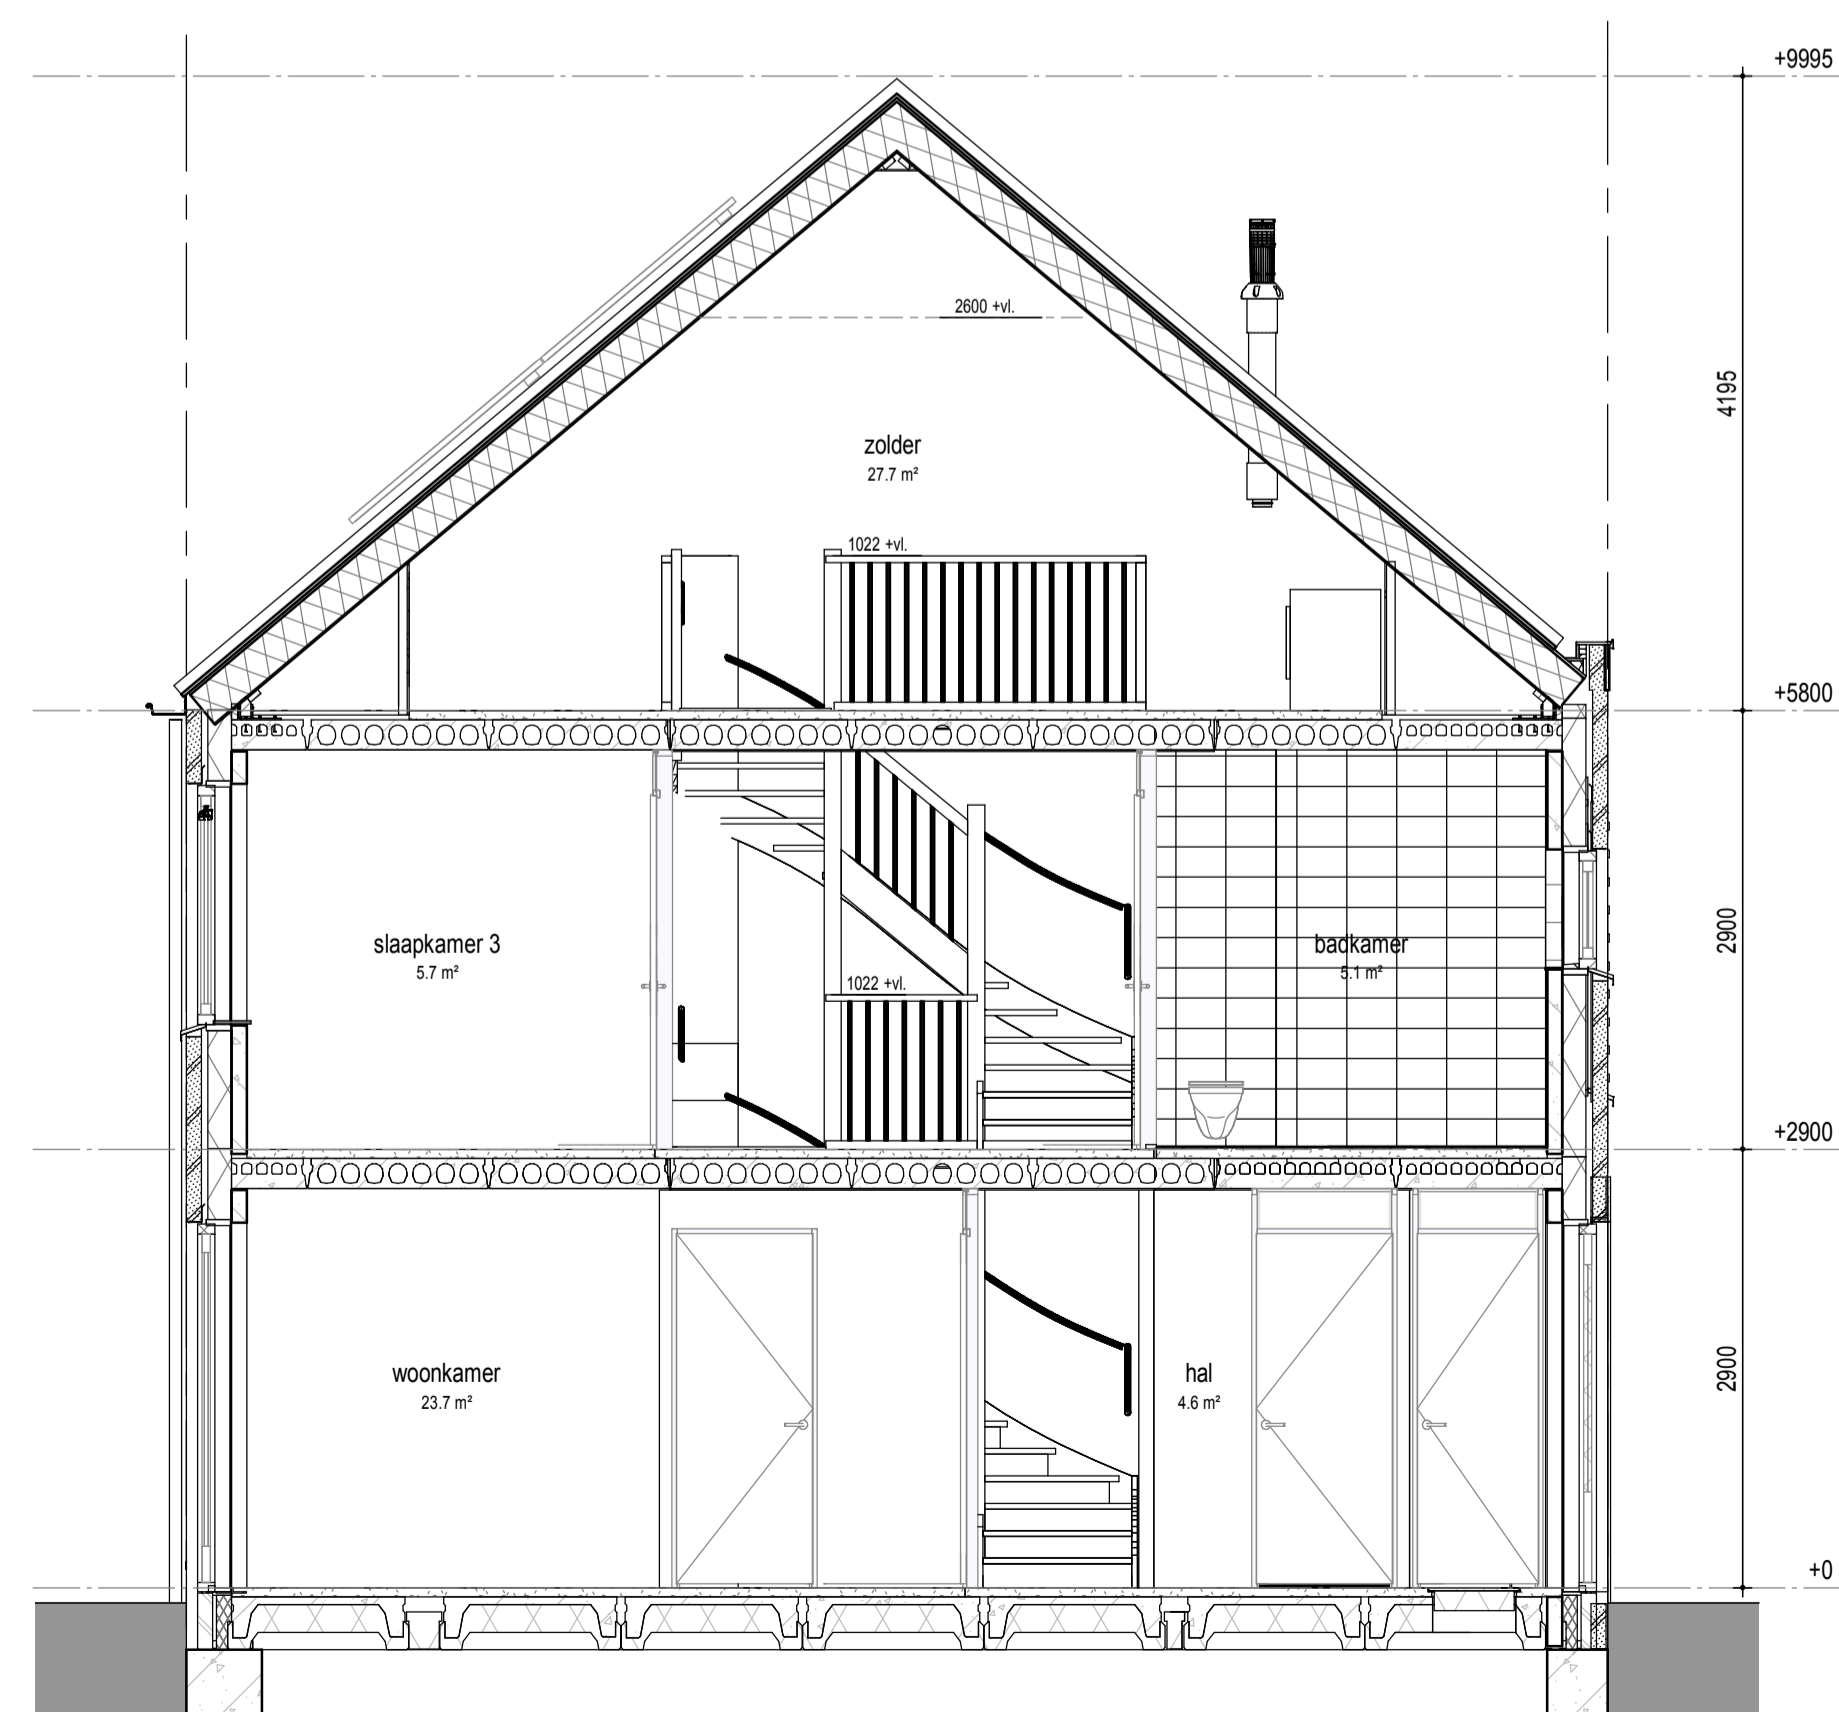 +9995
2600 +vl.
4195
zolder
27.7 m²
1022 +vl.
+5800
slaapkamer 3
5.7 m²
1022 +vl.
badkamer
5.1 m²
2900
+2900
woonkamer
23.7 m²
hal
4.6 m²
2900
+0